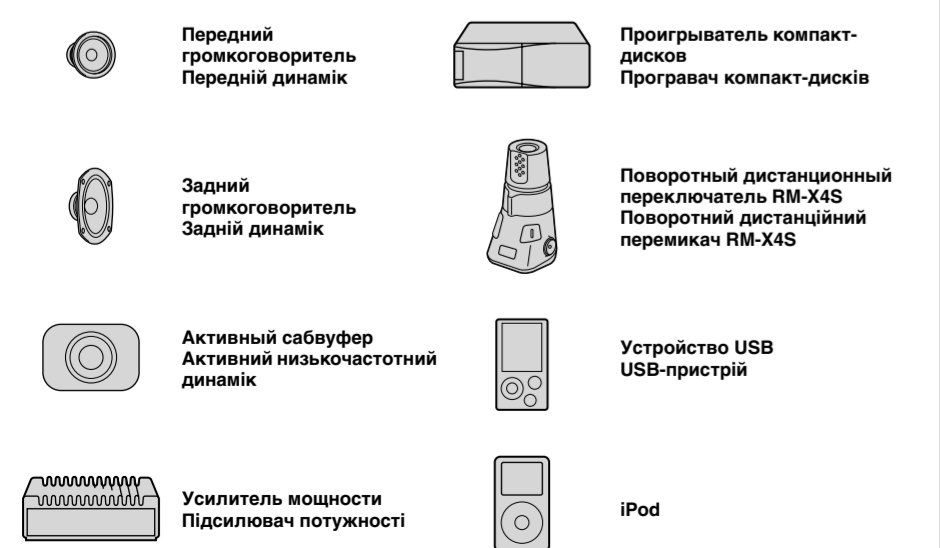 Передний
громкоговоритель
Передній динамік
Проигрыватель компакт-
дисков
Програвач компакт-дисків
Задний
громкоговоритель
Задній динамік
Поворотный дистанционный
переключатель RM-X4S
Поворотний дистанційний
перемикач RM-X4S
Активный сабвуфер
Активний низькочастотний
динамік
Устройство USB
USB-пристрій
Усилитель мощности
Підсилювач потужності
iPod